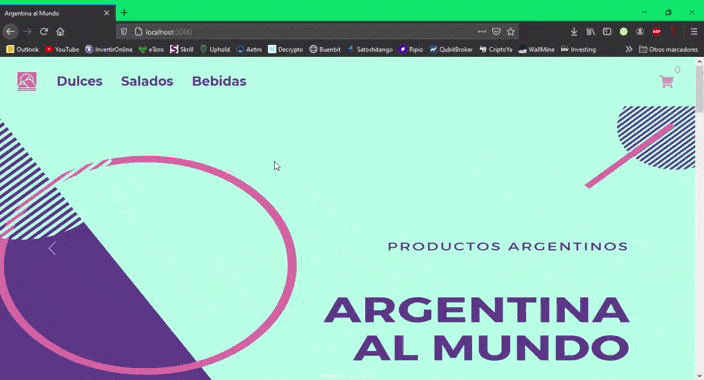 Argentina al Mundo
localhost:3000
Outlook YouTube InvertirOnline eToro Skrill Uphold Airtm Decrypto Buenbit Satoshitango Ripio QubitBroker CriptoYa WallMine Investing Otros marcadores
Dulces Salados Bebidas 0
PRODUCTOS ARGENTINOS
ARGENTINA
AL MUNDO